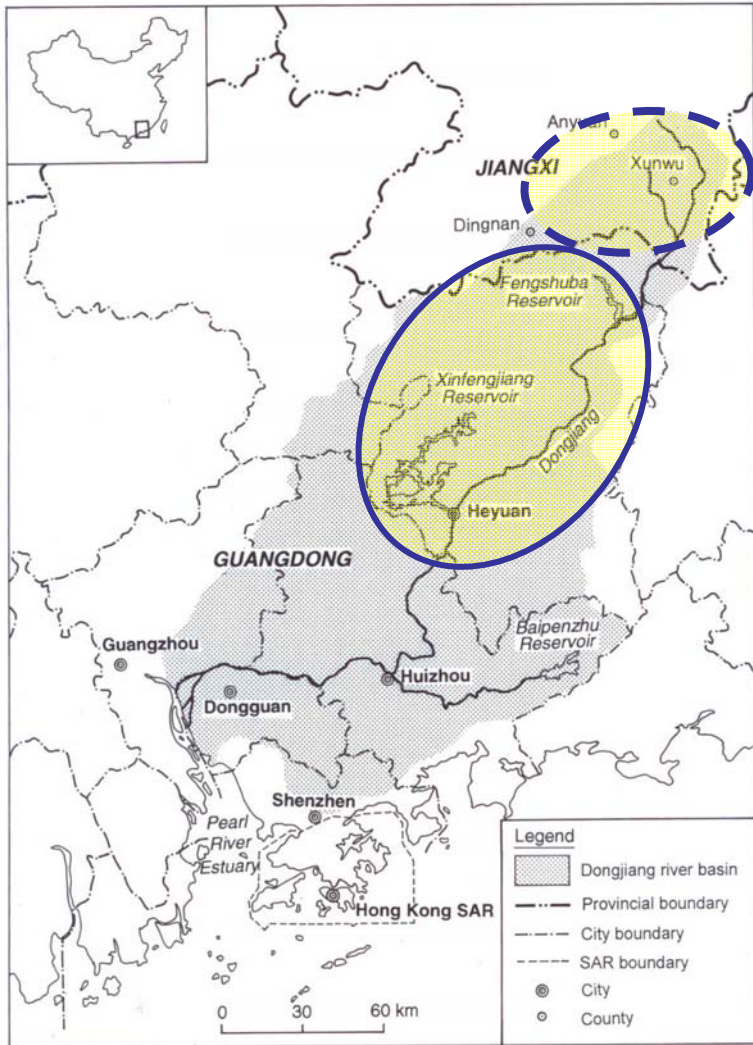 Anyuan
JIANGXI
Xunwu
Dingnan
Fengshuba
Reservoir
Xinfengjiang
Reservoir
Dongjiang
Heyuan
GUANGDONG
Baipenzhu
Reservoir
Guangzhou
Huizhou
Dongguan
Shenzhen
Pearl
River
Estuary
Hong Kong SAR
0 30 60 km
Legend
Dongjiang river basin
Provincial boundary
City boundary
SAR boundary
City
County